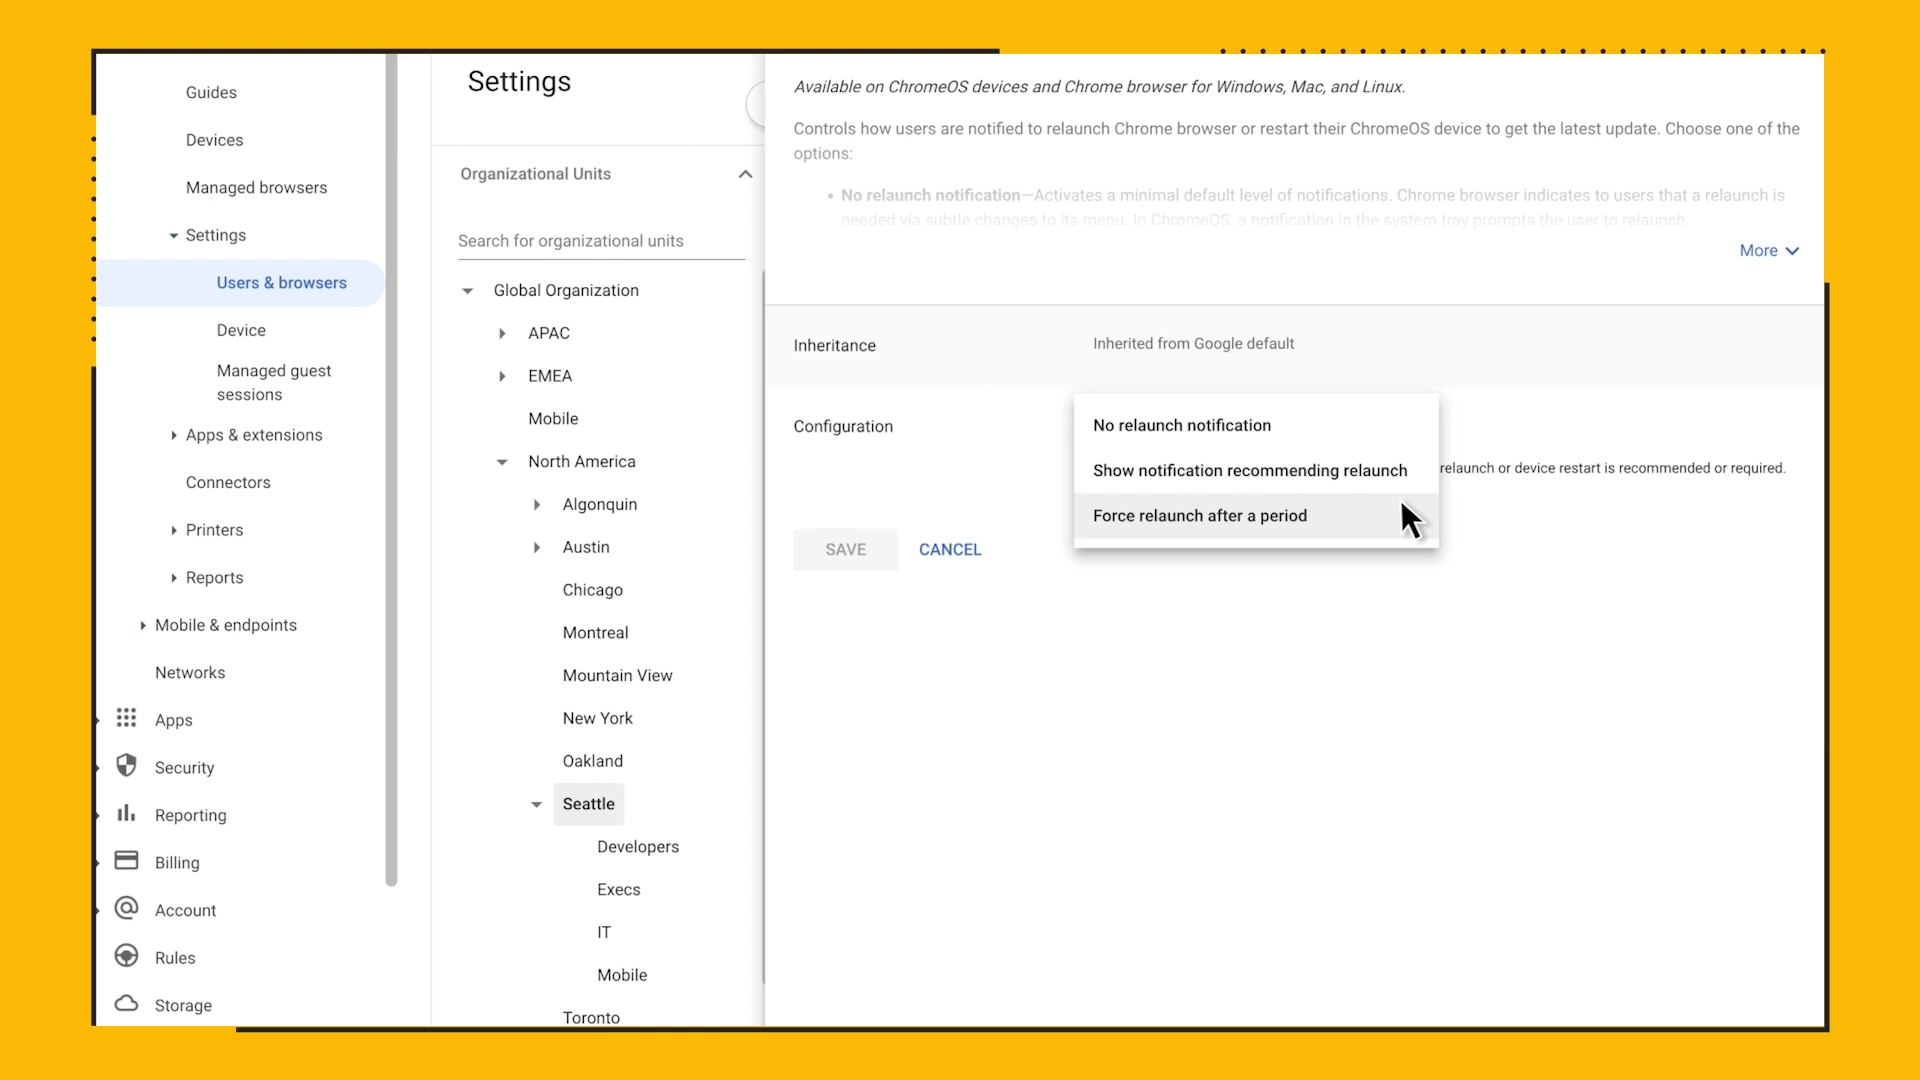 Guides
Devices
Managed browsers
Settings
Users & browsers
Device
Managed guest
sessions
Apps & extensions
Connectors
Printers
Reports
Mobile & endpoints
Networks
Apps
Security
Reporting
Billing
Account
Rules
Storage
Settings
Organizational Units
Search for organizational units
Global Organization
APAC
EMEA
Mobile
North America
Algonquin
Austin
Chicago
Montreal
Mountain View
New York
Oakland
Seattle
Developers
Execs
IT
Mobile
Toronto
Available on ChromeOS devices and Chrome browser for Windows, Mac, and Linux.
Controls how users are notified to relaunch Chrome browser or restart their ChromeOS device to get the latest update. Choose one of the
options:
• No relaunch notification—Activates a minimal default level of notifications. Chrome browser indicates to users that a relaunch is
needed via subtle changes to its menu. In ChromeOS, a notification in the system tray prompts the user to relaunch.
More
Inheritance
Inherited from Google default
Configuration
No relaunch notification
Show notification recommending relaunch
relaunch or device restart is recommended or required.
Force relaunch after a period
SAVE
CANCEL